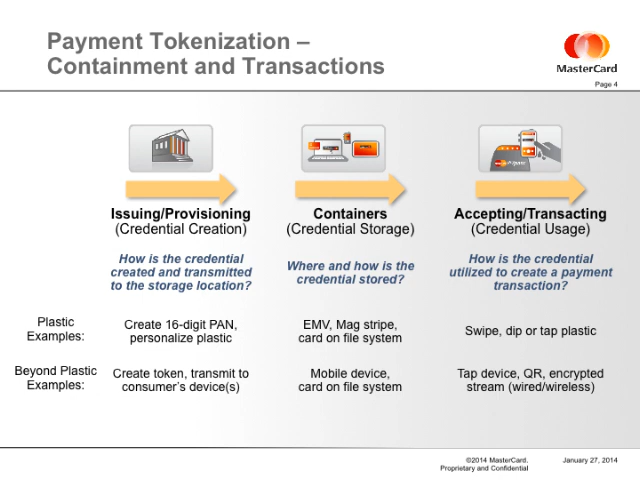 Payment Tokenization –
Containment and Transactions
MasterCard
Page 4
Issuing/Provisioning
(Credential Creation)
Containers
(Credential Storage)
Accepting/Transacting
(Credential Usage)
How is the credential
created and transmitted
to the storage location?
Where and how is the
credential stored?
How is the credential
utilized to create a payment
transaction?
Plastic
Examples:
Create 16-digit PAN,
personalize plastic
EMV, Mag stripe,
card on file system
Swipe, dip or tap plastic
Beyond Plastic
Examples:
Create token, transmit to
consumer's device(s)
Mobile device,
card on file system
Tap device, QR, encrypted
stream (wired/wireless)
©2014 MasterCard.
Proprietary and Confidential
January 27, 2014